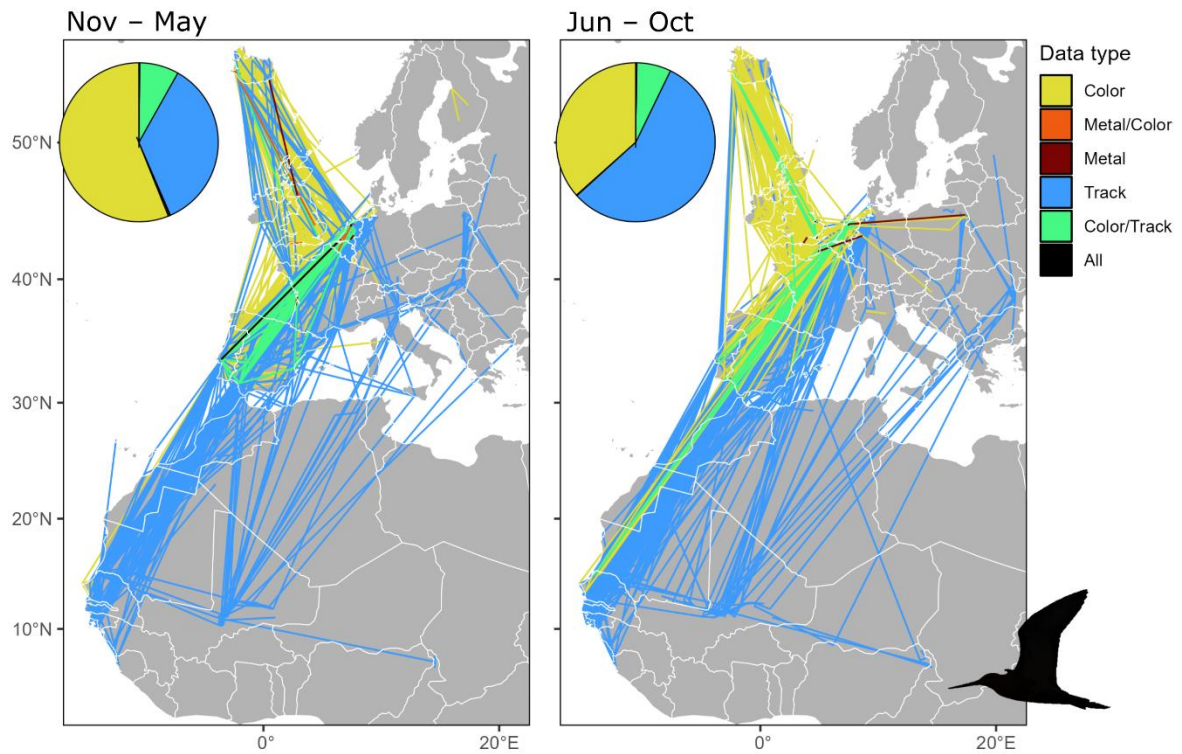 Nov – May
Jun – Oct
Data type
Color
Metal/Color
Metal
Track
Color/Track
All
50°N
40°N
30°N
20°N
10°N
0°
20°E
0°
20°E